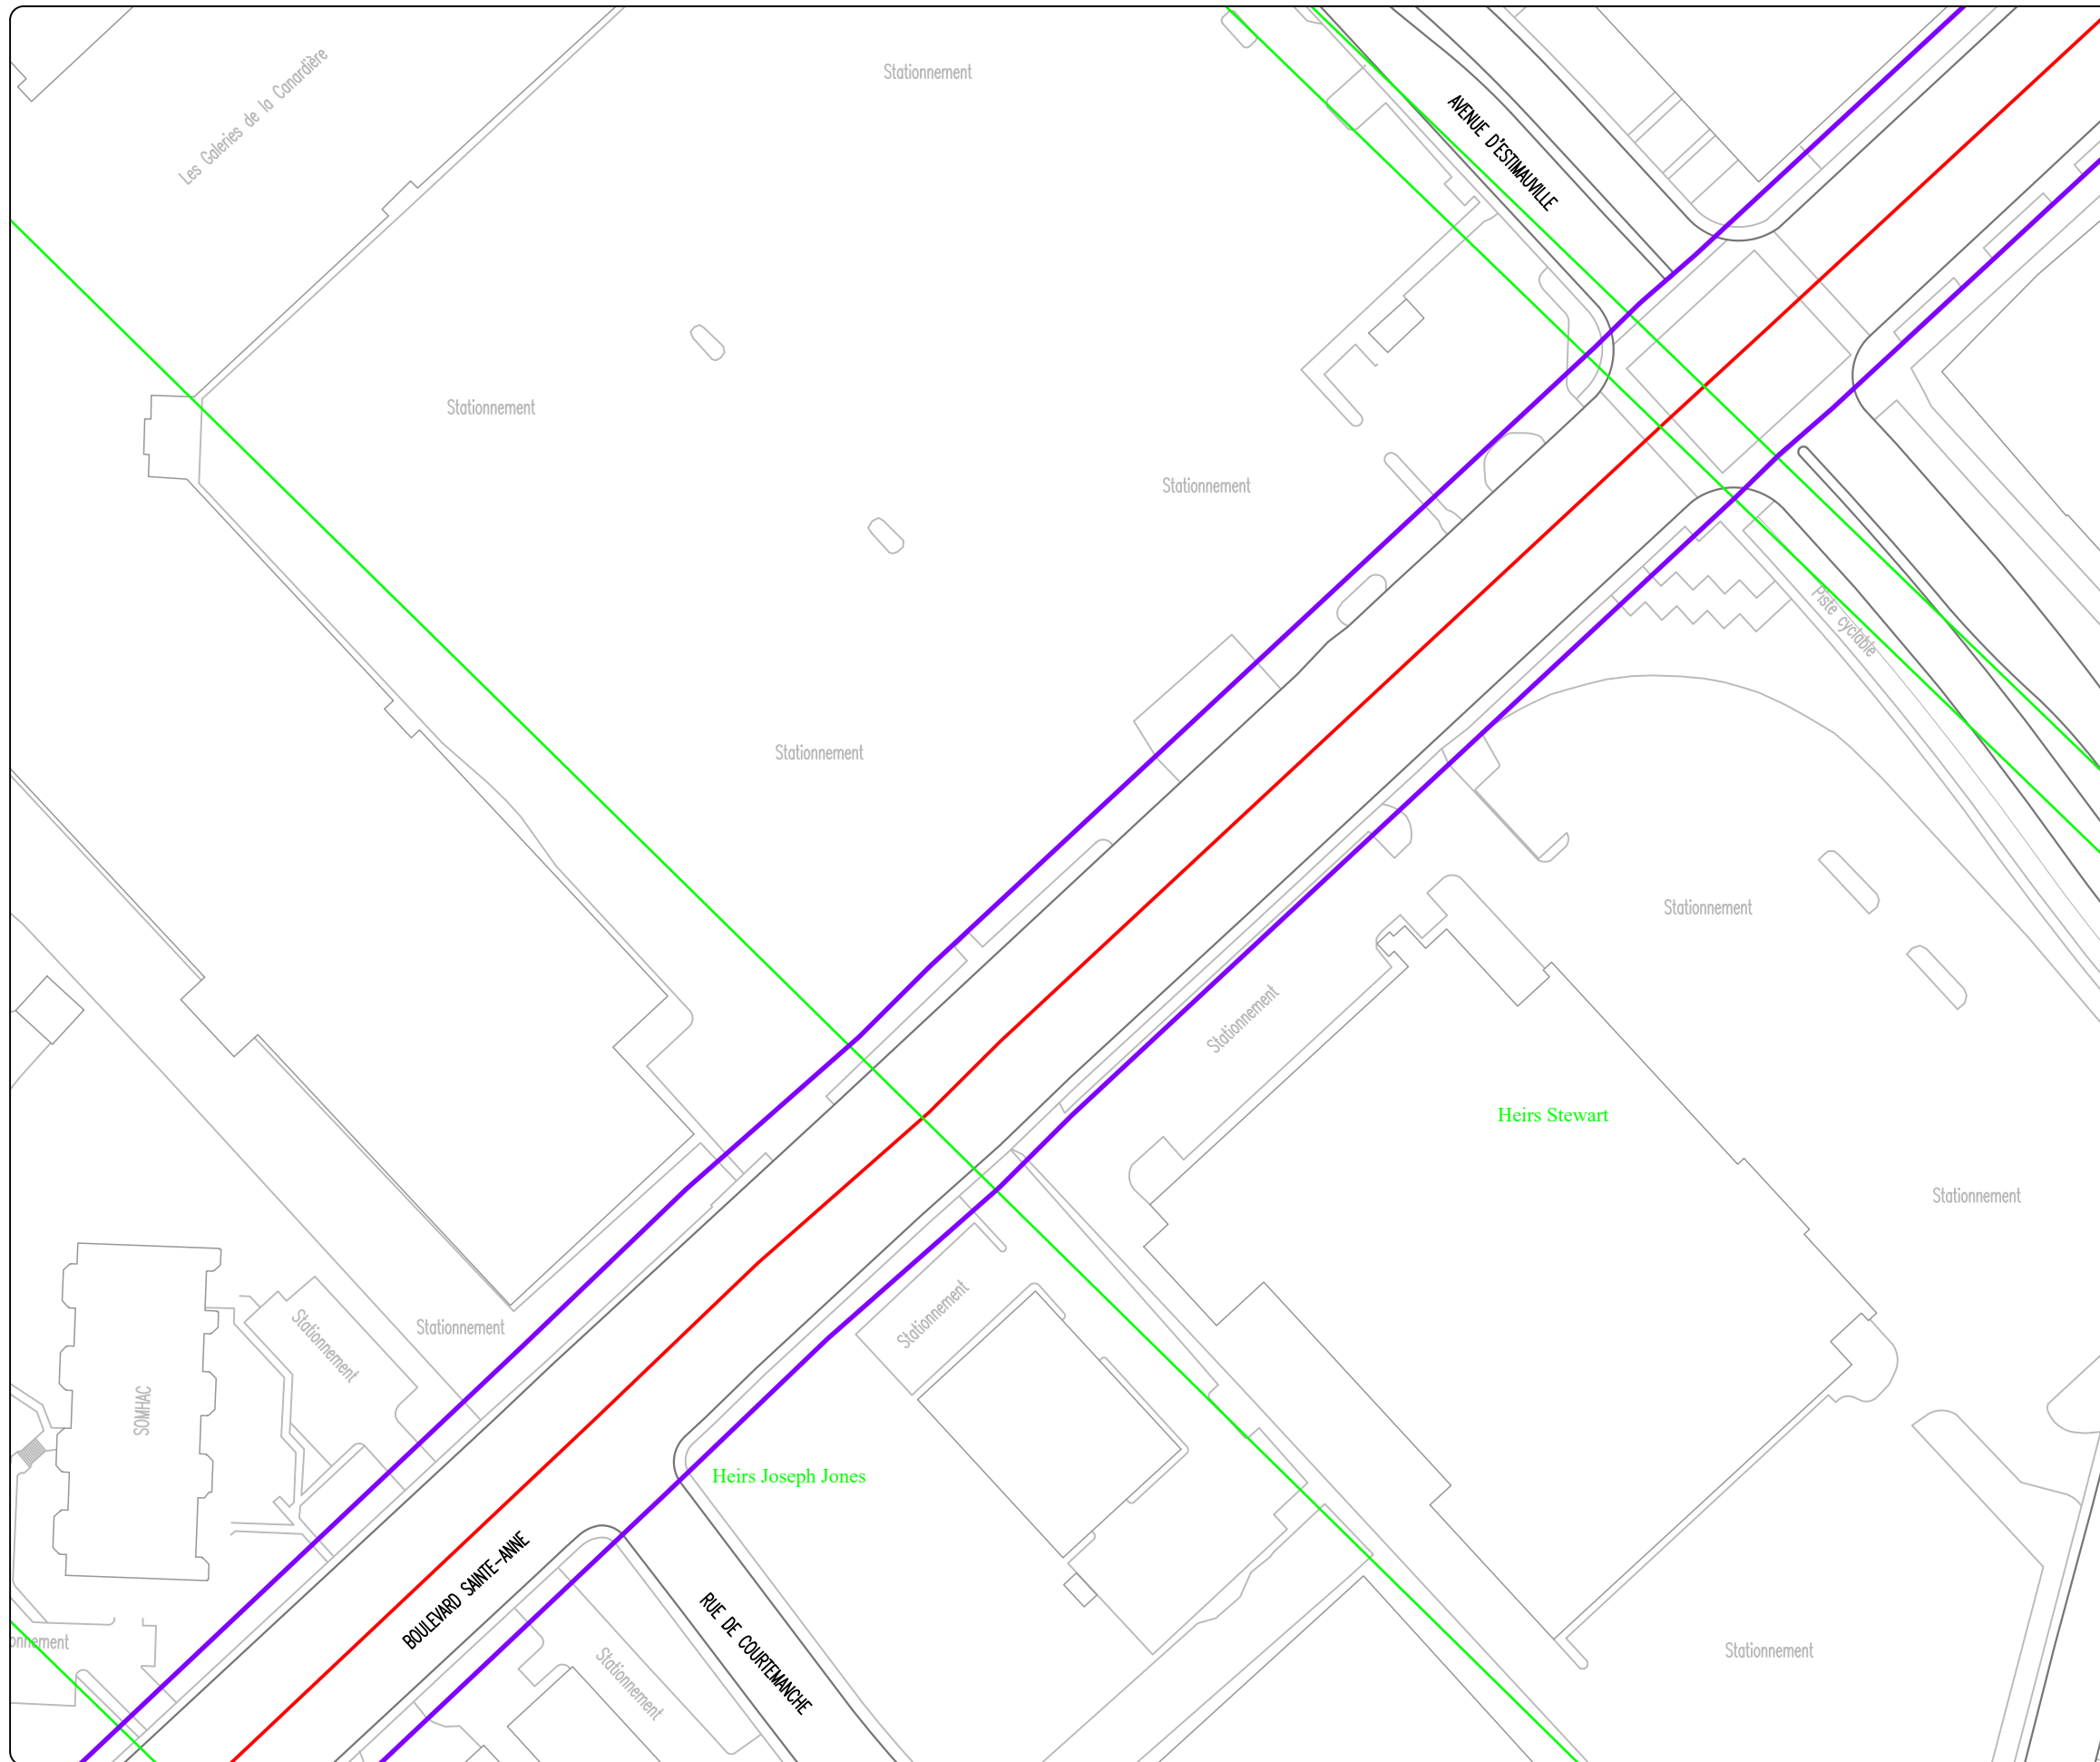 Les Galeries de la Canardière
Stationnement
AVENUE D'ESTIMAUVILLE
Stationnement
Stationnement
Piste cyclable
Stationnement
Stationnement
Stationnement
Heirs Stewart
Stationnement
Stationnement
Stationnement
Stationnement
SOMHAC
Heirs Joseph Jones
BOULEVARD SAINTE-ANNE
RUE DE COURTEMANCHE
onnement
Stationnement
Stationnement